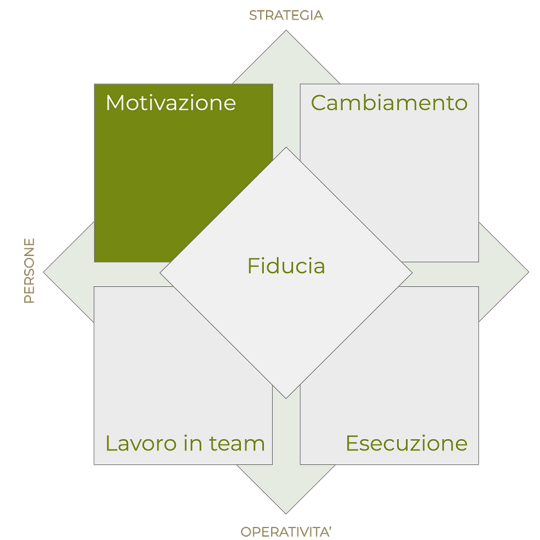 STRATEGIA
Motivazione
Cambiamento
PERSONE
Fiducia
Lavoro in team
Esecuzione
OPERATIVITA’